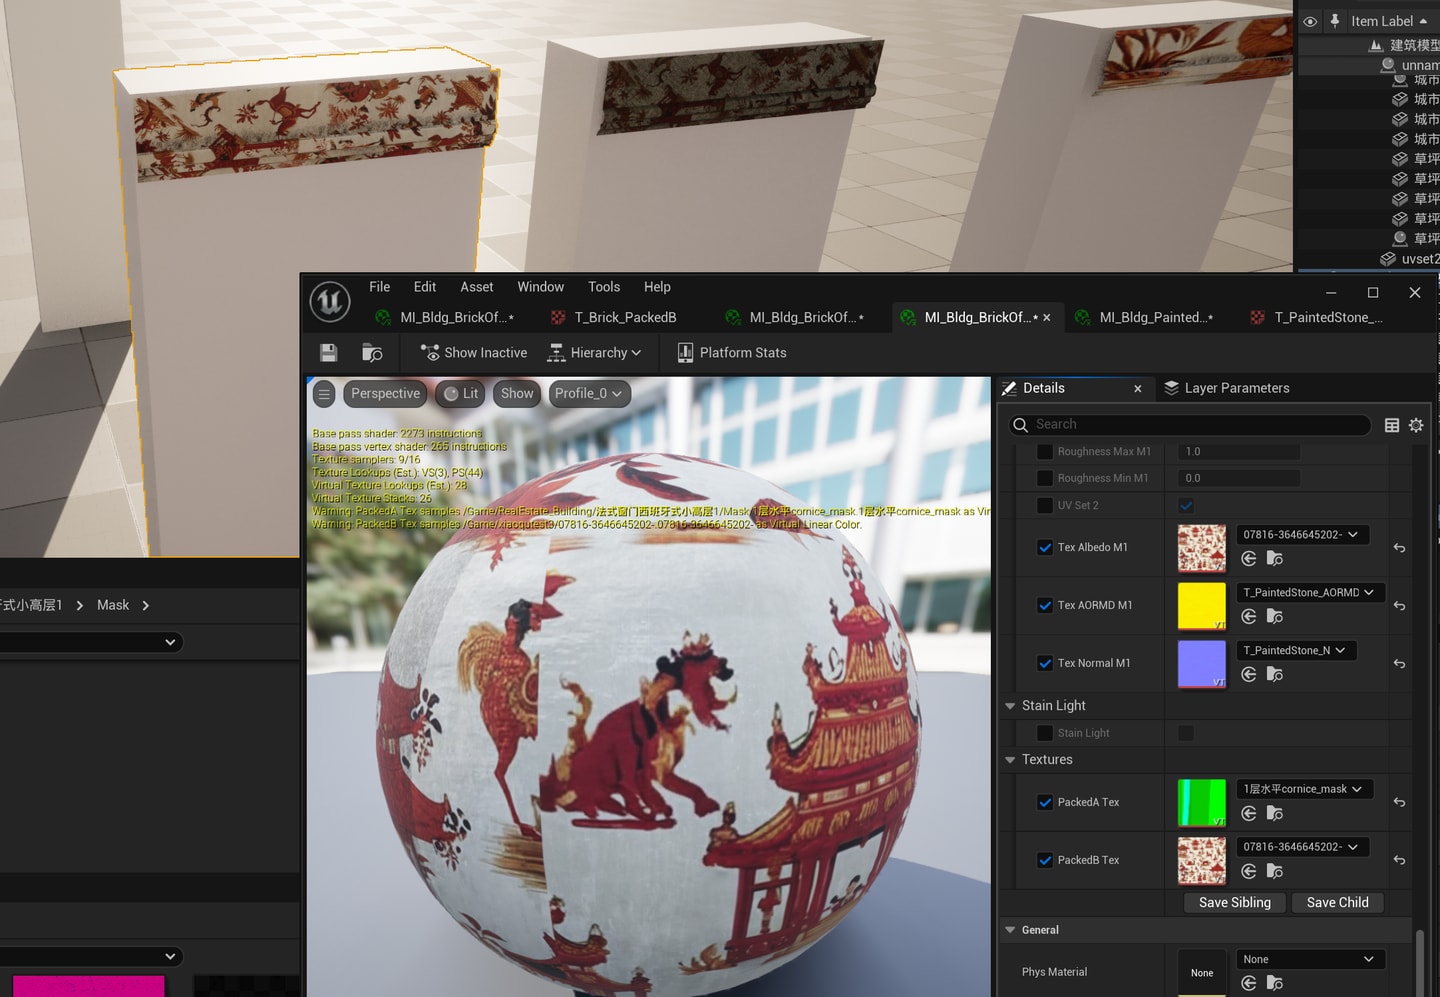 Item Label
建筑模型
unnam
城市
城市
城市
城市
草坪
草坪
草坪
草坪
草坪
uvset2
File Edit Asset Window Tools Help
MI_Bldg_BrickOf...* T_Brick_PackedB MI_Bldg_BrickOf...* MI_Bldg_BrickOf...* MI_Bldg_Painted...* T_PaintedStone_...
Show Inactive Hierarchy Platform Stats
Perspective Lit Show Profile_0
Base pass shader: 2273 instructions
Base pass vertex shader: 265 instructions
Texture samplers: 9/16
Texture Lookups (Est.): VS(3), PS(44)
Virtual Texture Lookups (Est.): 28
Virtual Texture Stacks: 26
Warning: PackedA Tex samples /Game/RealEstate_Building/法式窗门西班牙式小高层1/Mask/1层水平cornice_mask.1层水平cornice_mask as Vir
Warning: PackedB Tex samples /Game/xiaoqutest3/07816-3646645202-.07816-3646645202- as Virtual Linear Color.
Details Layer Parameters
Search
Roughness Max M1 1.0
Roughness Min M1 0.0
UV Set 2
Tex Albedo M1 07816-3646645202-
Tex AORMD M1 T_PaintedStone_AORMD
VT
Tex Normal M1 T_PaintedStone_N
VT
Stain Light
Stain Light
Textures
PackedA Tex 1层水平cornice_mask
VT
PackedB Tex 07816-3646645202-
Save Sibling Save Child
General
Phys Material None None
式小高层1 Mask